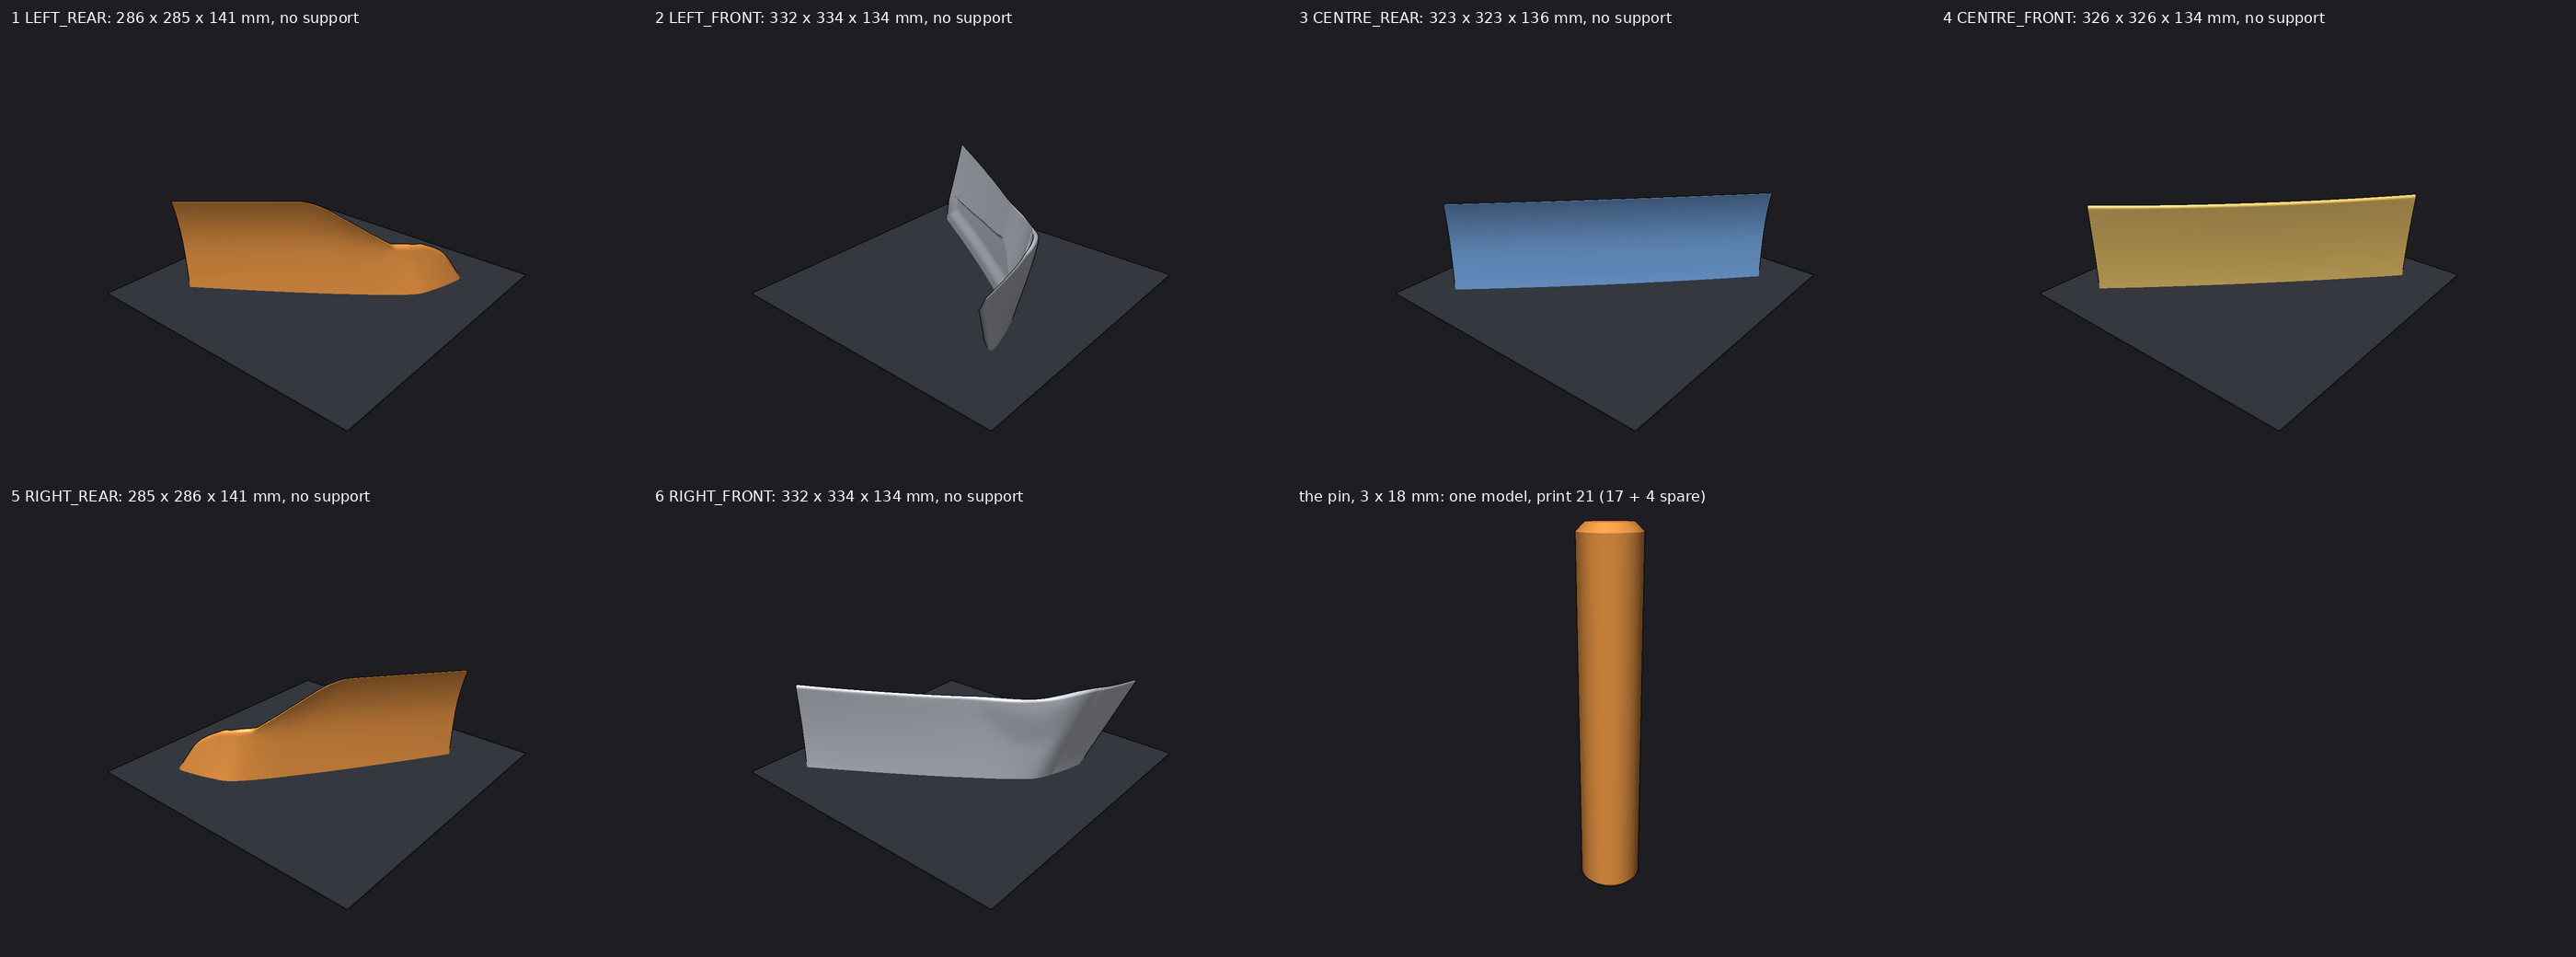 1 LEFT_REAR: 286 x 285 x 141 mm, no support
2 LEFT_FRONT: 332 x 334 x 134 mm, no support
3 CENTRE_REAR: 323 x 323 x 136 mm, no support
4 CENTRE_FRONT: 326 x 326 x 134 mm, no support
5 RIGHT_REAR: 285 x 286 x 141 mm, no support
6 RIGHT_FRONT: 332 x 334 x 134 mm, no support
the pin, 3 x 18 mm: one model, print 21 (17 + 4 spare)